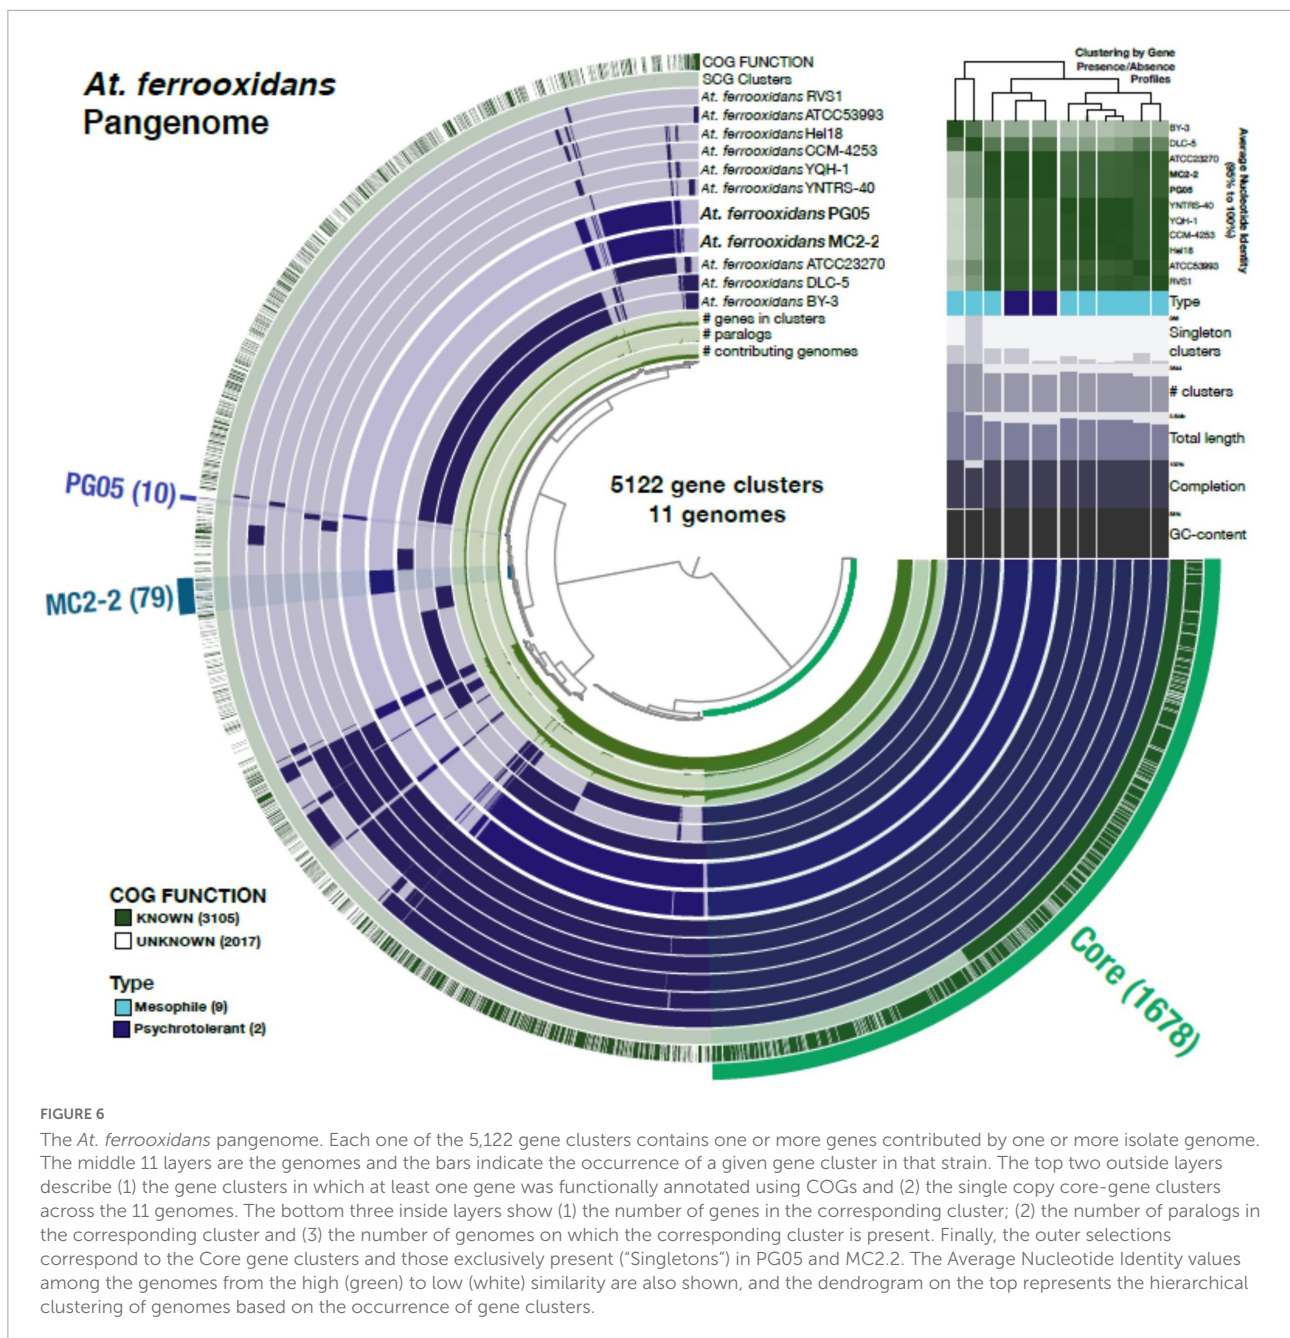 At. ferrooxidans
Pangenome
COG FUNCTION
SCG Clusters
At. ferrooxidans RVS1
At. ferrooxidans ATCC53993
At. ferrooxidans Hel18
At. ferrooxidans CCM-4253
At. ferrooxidans YQH-1
At. ferrooxidans YNTRS-40
At. ferrooxidans PG05
At. ferrooxidans MC2-2
At. ferrooxidans ATCC23270
At. ferrooxidans DLC-5
At. ferrooxidans BY-3
# genes in clusters
# paralogs
# contributing genomes
Clustering by Gene
Presence/Absence
Profiles
BY-3
DLC-5
ATCC23270
MC2-2
PG05
YNTRS-40
YQH-1
CCM-4253
Hel18
ATCC53993
RVS1
Average Nucleotide Identity
(95% to 100%)
Type
Singleton
clusters
# clusters
Total length
Completion
GC-content
5122 gene clusters
11 genomes
PG05 (10)
MC2-2 (79)
Core (1678)
COG FUNCTION
KNOWN (3105)
UNKNOWN (2017)
Type
Mesophile (9)
Psychrotolerant (2)
FIGURE 6
The At. ferrooxidans pangenome. Each one of the 5,122 gene clusters contains one or more genes contributed by one or more isolate genome.
The middle 11 layers are the genomes and the bars indicate the occurrence of a given gene cluster in that strain. The top two outside layers
describe (1) the gene clusters in which at least one gene was functionally annotated using COGs and (2) the single copy core-gene clusters
across the 11 genomes. The bottom three inside layers show (1) the number of genes in the corresponding cluster; (2) the number of paralogs in
the corresponding cluster and (3) the number of genomes on which the corresponding cluster is present. Finally, the outer selections
correspond to the Core gene clusters and those exclusively present (“Singletons”) in PG05 and MC2.2. The Average Nucleotide Identity values
among the genomes from the high (green) to low (white) similarity are also shown, and the dendrogram on the top represents the hierarchical
clustering of genomes based on the occurrence of gene clusters.